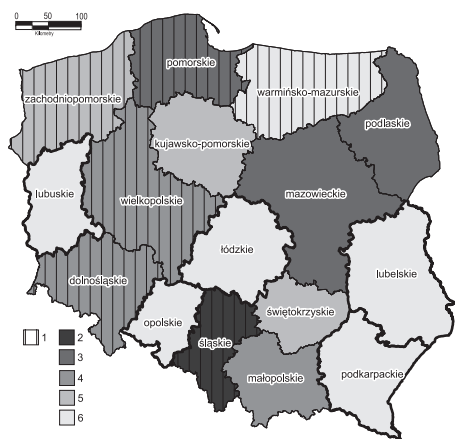 0 50 100
Kilometry
pomorskie
zachodniopomorskie
warmińsko-mazurskie
podlaskie
kujawsko-pomorskie
lubuskie
wielkopolskie
mazowieckie
łódzkie
lubelskie
dolnośląskie
opolskie
śląskie
świętokrzyskie
małopolskie
podkarpackie
1
2
3
4
5
6